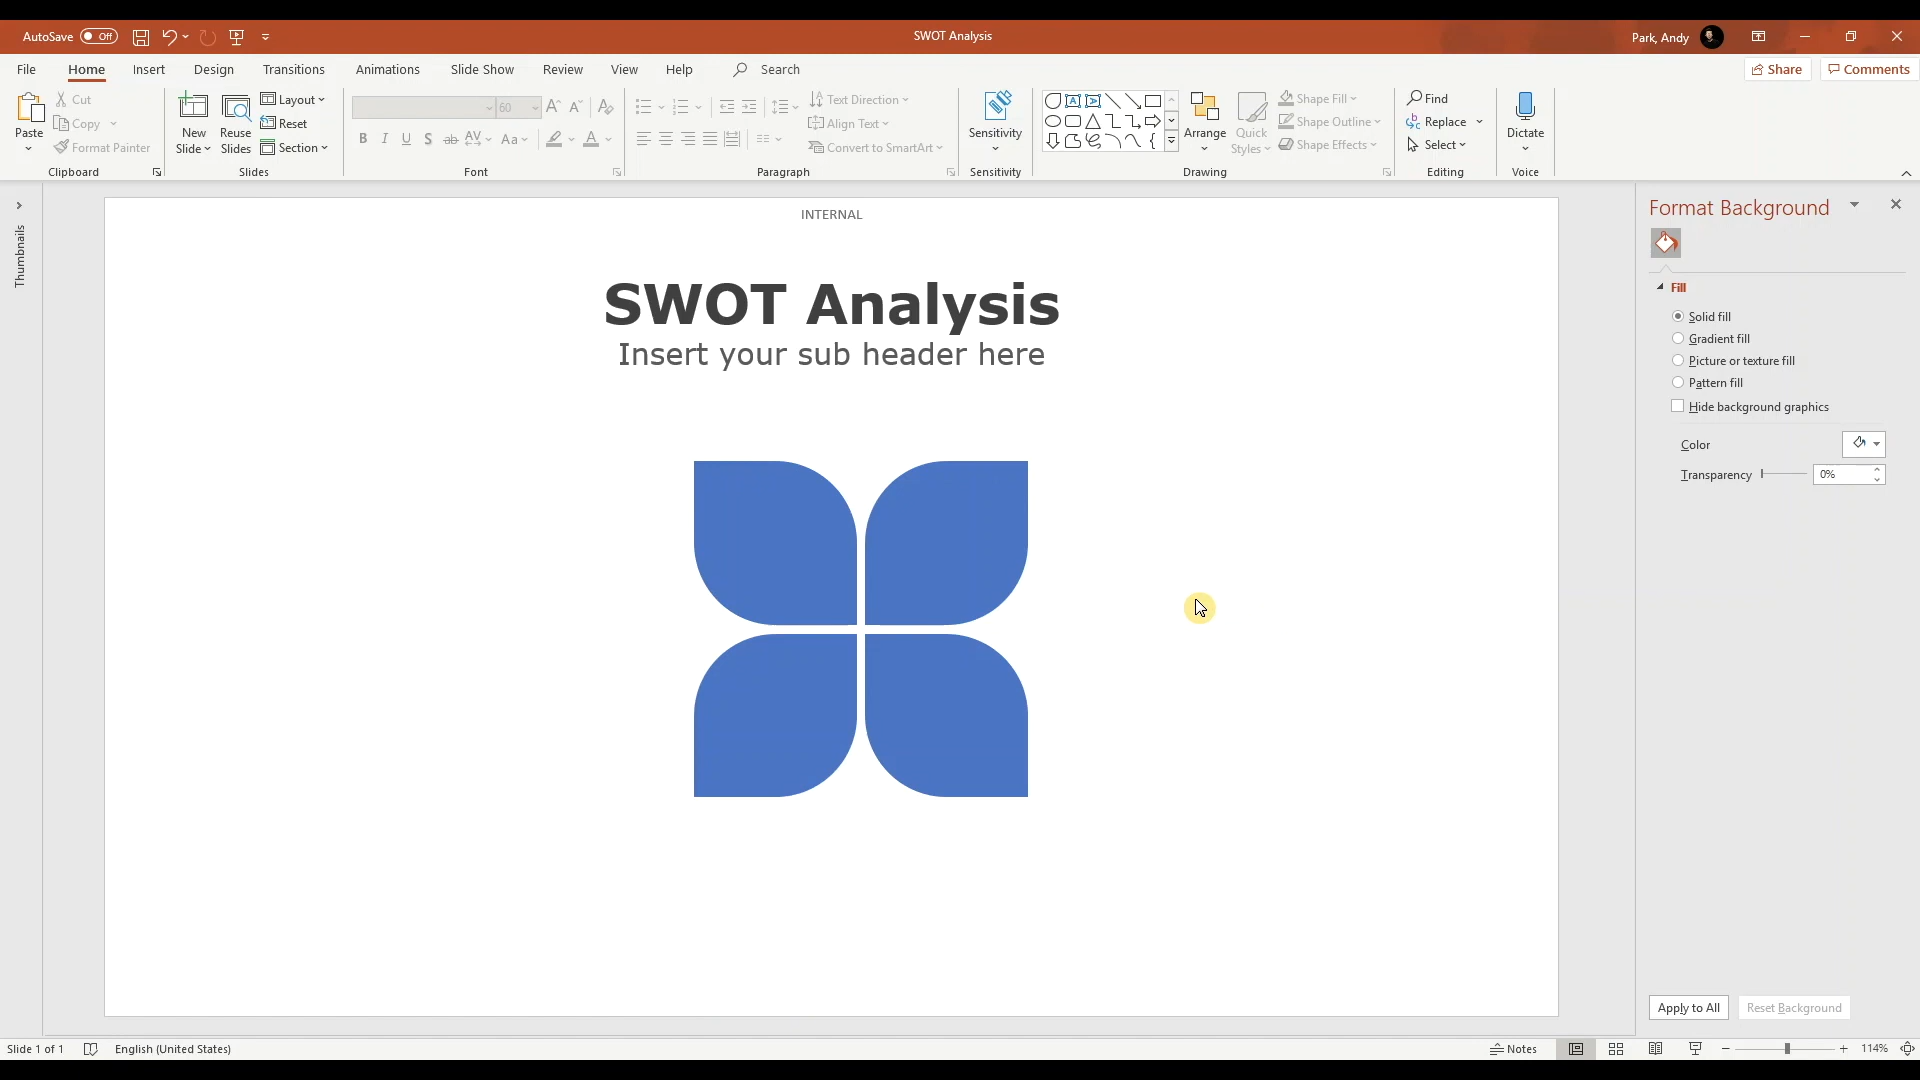 AutoSave Off
SWOT Analysis
Park, Andy
File Home Insert Design Transitions Animations Slide Show Review View Help Search
Share Comments
Paste
Cut
Copy
Format Painter
Clipboard
New Slide
Reuse Slides
Layout
Reset
Section
Slides
60
B I U S ab AV Aa
A
Font
Text Direction
Align Text
Convert to SmartArt
Paragraph
Sensitivity
Sensitivity
Arrange
Quick Styles
Shape Fill
Shape Outline
Shape Effects
Drawing
Find
Replace
Select
Editing
Dictate
Voice
Thumbnails
INTERNAL
SWOT Analysis
Insert your sub header here
Format Background
Fill
Solid fill
Gradient fill
Picture or texture fill
Pattern fill
Hide background graphics
Color
Transparency 0%
Apply to All Reset Background
Slide 1 of 1 English (United States) Notes 114%